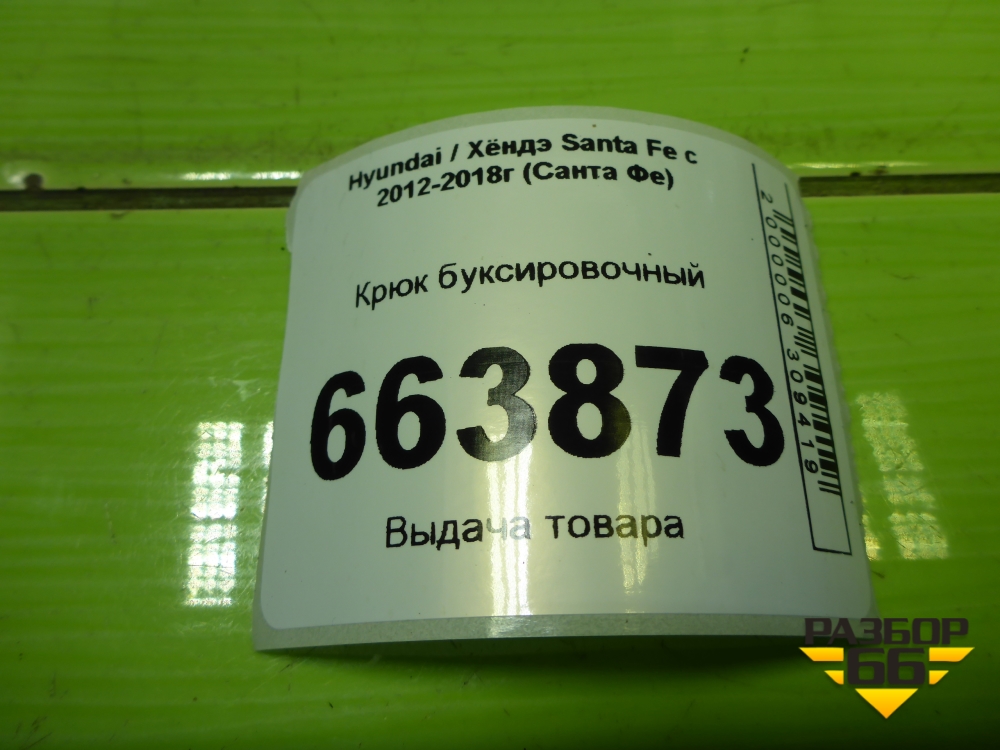 Hyundai / Хёндэ Santa Fe с
2012-2018г (Санта Фе)
Крюк буксировочный
663873
Выдача товара
2000006309419
РАЗБОР
66